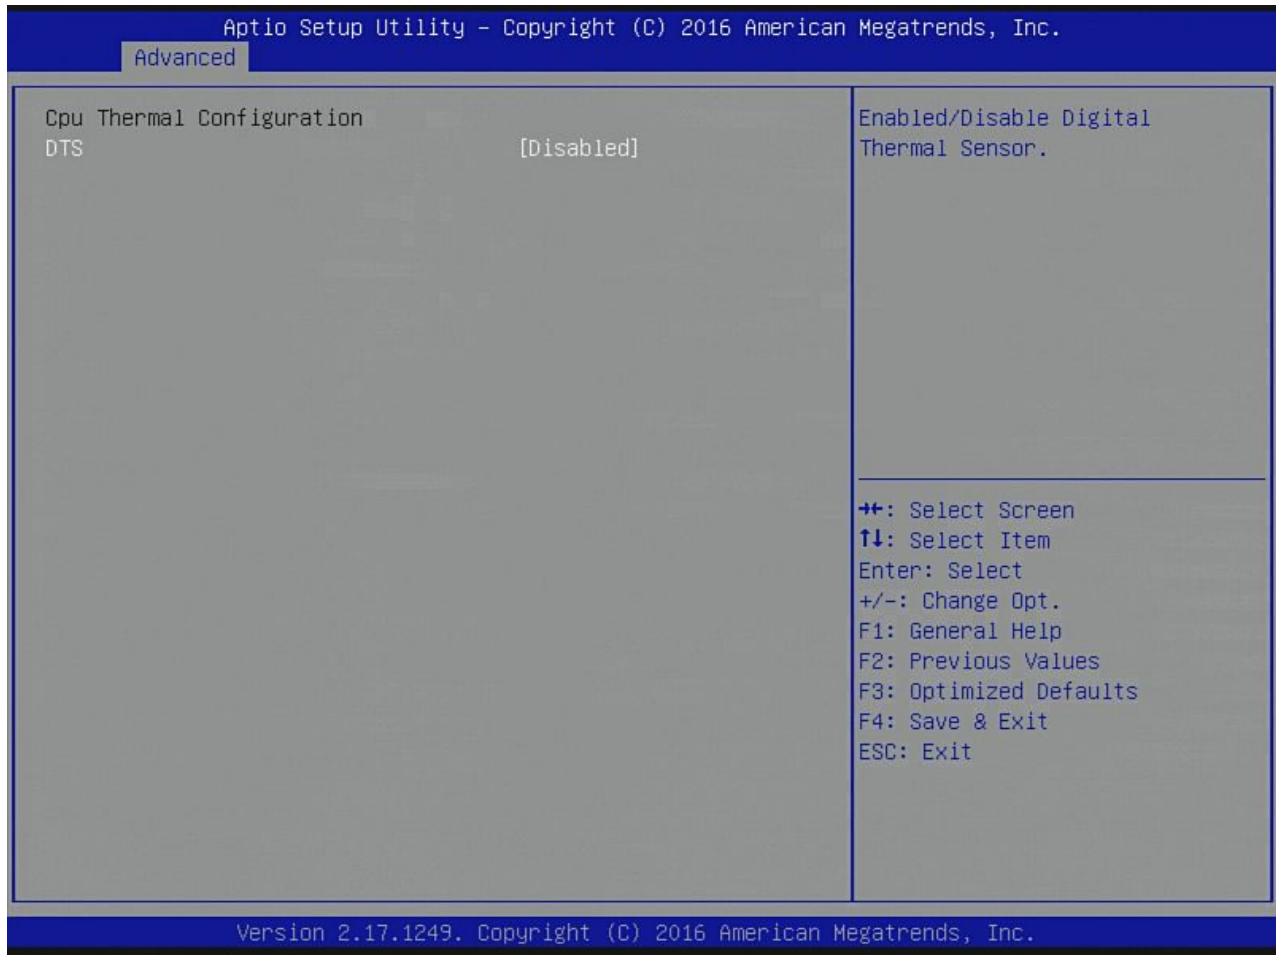 Aptio Setup Utility – Copyright (C) 2016 American Megatrends, Inc.
Advanced
Cpu Thermal Configuration
DTS [Disabled]
Enabled/Disable Digital
Thermal Sensor.
→←: Select Screen
↑↓: Select Item
Enter: Select
+/-: Change Opt.
F1: General Help
F2: Previous Values
F3: Optimized Defaults
F4: Save & Exit
ESC: Exit
Version 2.17.1249. Copyright (C) 2016 American Megatrends, Inc.